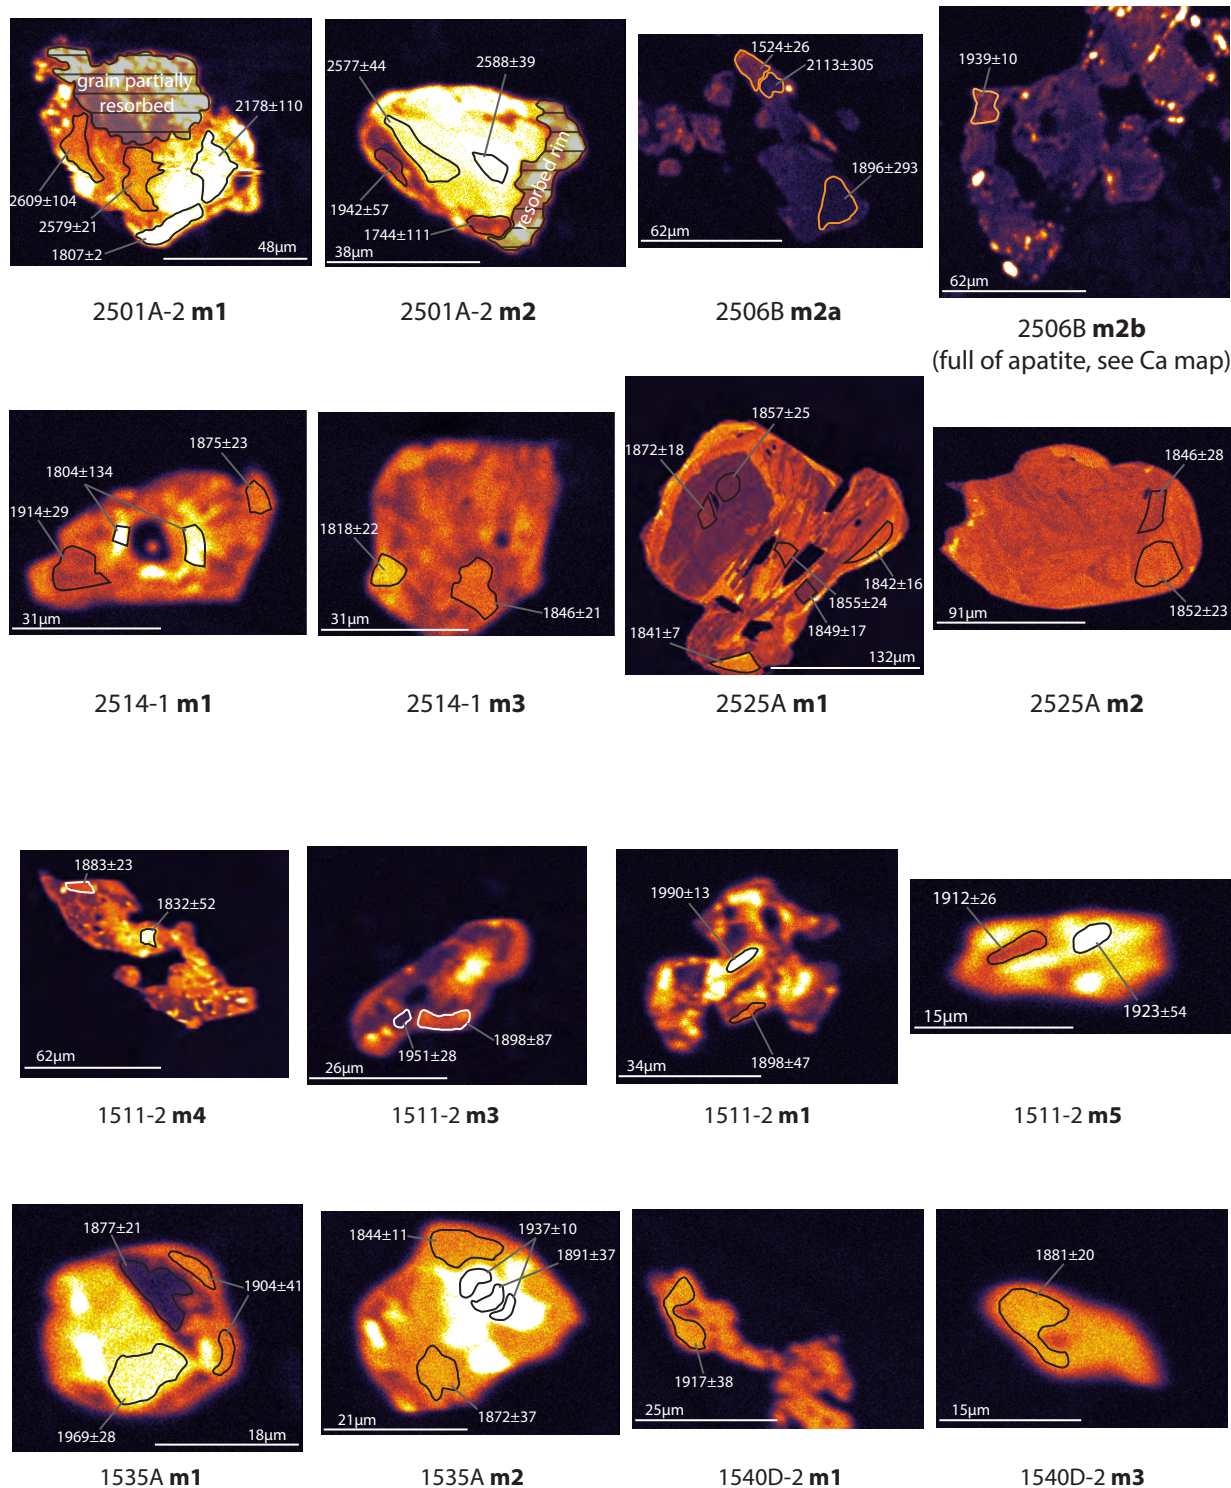 grain partially
resorbed
2178±110
2609±104
2579±21
1807±2
48µm
2501A-2 m1
2577±44
2588±39
resorbed rim
1942±57
1744±111
38µm
2501A-2 m2
1524±26
2113±305
1896±293
62µm
2506B m2a
1939±10
62µm
2506B m2b
(full of apatite, see Ca map)
1875±23
1804±134
1914±29
31µm
2514-1 m1
1818±22
1846±21
31µm
2514-1 m3
1857±25
1872±18
1842±16
1855±24
1849±17
1841±7
132µm
2525A m1
1846±28
1852±23
91µm
2525A m2
1883±23
1832±52
62µm
1511-2 m4
1951±28
1898±87
26µm
1511-2 m3
1990±13
1898±47
34µm
1511-2 m1
1912±26
15µm
1923±54
1511-2 m5
1877±21
1904±41
1969±28
18µm
1535A m1
1844±11
1937±10
1891±37
21µm
1872±37
1535A m2
1917±38
25µm
1540D-2 m1
1881±20
15µm
1540D-2 m3